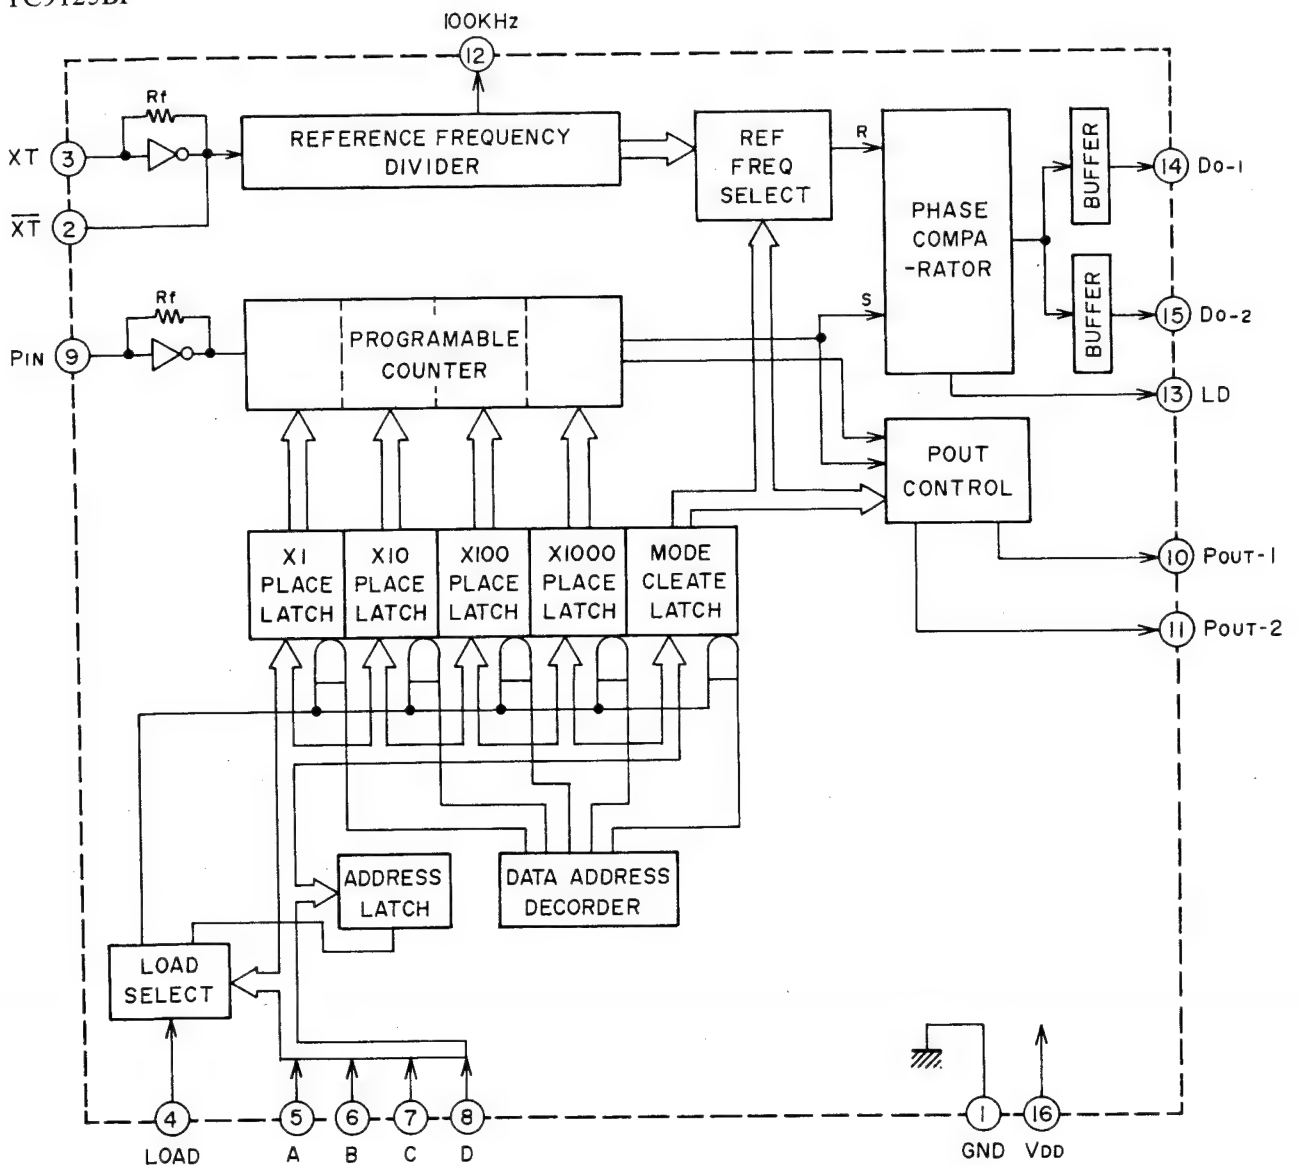 100KHz
12
Rf
XT
3
REFERENCE FREQUENCY
DIVIDER
REF
FREQ
SELECT
R
BUFFER
14
Do-1
XT
2
PHASE
COMPA
-RATOR
Rf
PIN
9
PROGRAMABLE
COUNTER
S
BUFFER
15
Do-2
13
LD
POUT
CONTROL
X1
PLACE
LATCH
X10
PLACE
LATCH
X100
PLACE
LATCH
X1000
PLACE
LATCH
MODE
CLEATE
LATCH
10
POUT-1
11
POUT-2
ADDRESS
LATCH
DATA ADDRESS
DECORDER
LOAD
SELECT
4
5
6
7
8
1
16
LOAD
A
B
C
D
GND
VDD